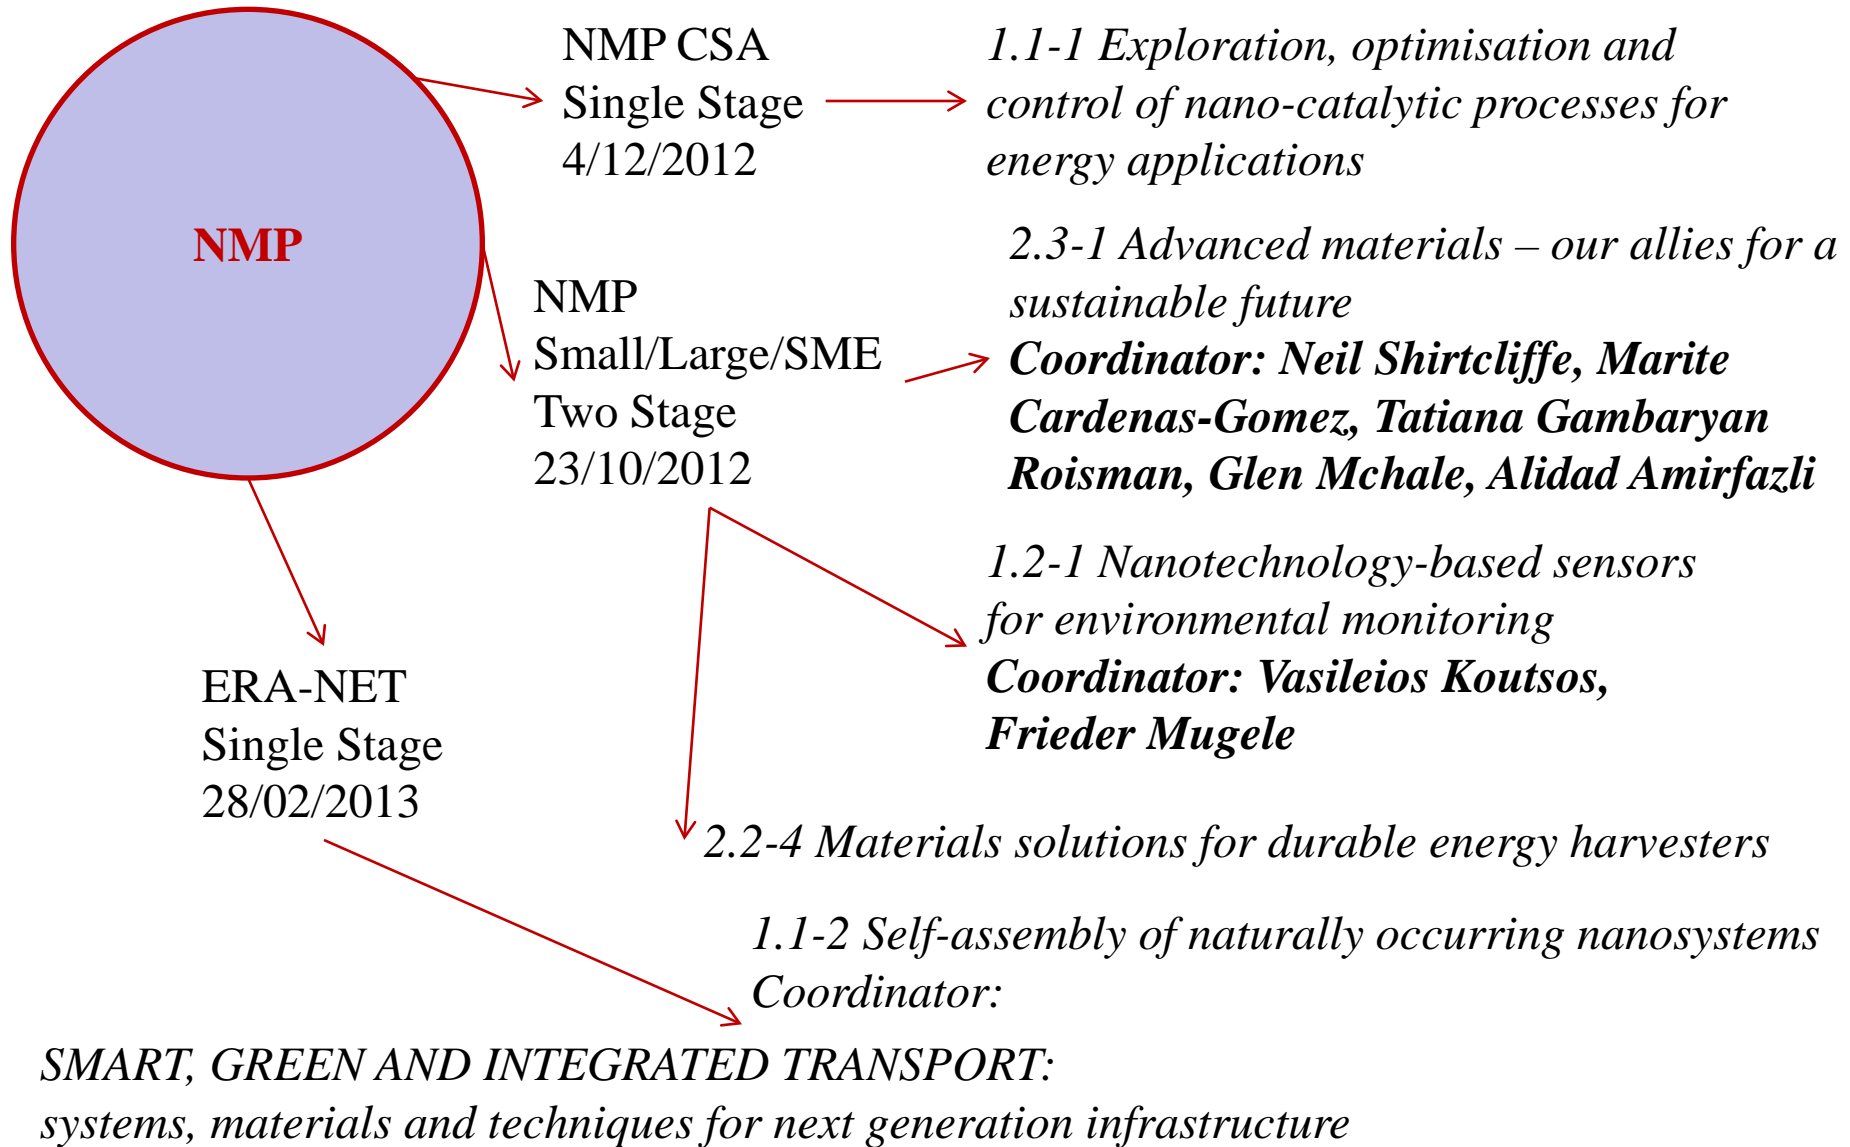 NMP
NMP CSA
Single Stage
4/12/2012
1.1-1 Exploration, optimisation and
control of nano-catalytic processes for
energy applications
NMP
Small/Large/SME
Two Stage
23/10/2012
2.3-1 Advanced materials – our allies for a
sustainable future
Coordinator: Neil Shirtcliffe, Marite
Cardenas-Gomez, Tatiana Gambaryan
Roisman, Glen Mchale, Alidad Amirfazli
1.2-1 Nanotechnology-based sensors
for environmental monitoring
Coordinator: Vasileios Koutsos,
Frieder Mugele
ERA-NET
Single Stage
28/02/2013
2.2-4 Materials solutions for durable energy harvesters
1.1-2 Self-assembly of naturally occurring nanosystems
Coordinator:
SMART, GREEN AND INTEGRATED TRANSPORT:
systems, materials and techniques for next generation infrastructure